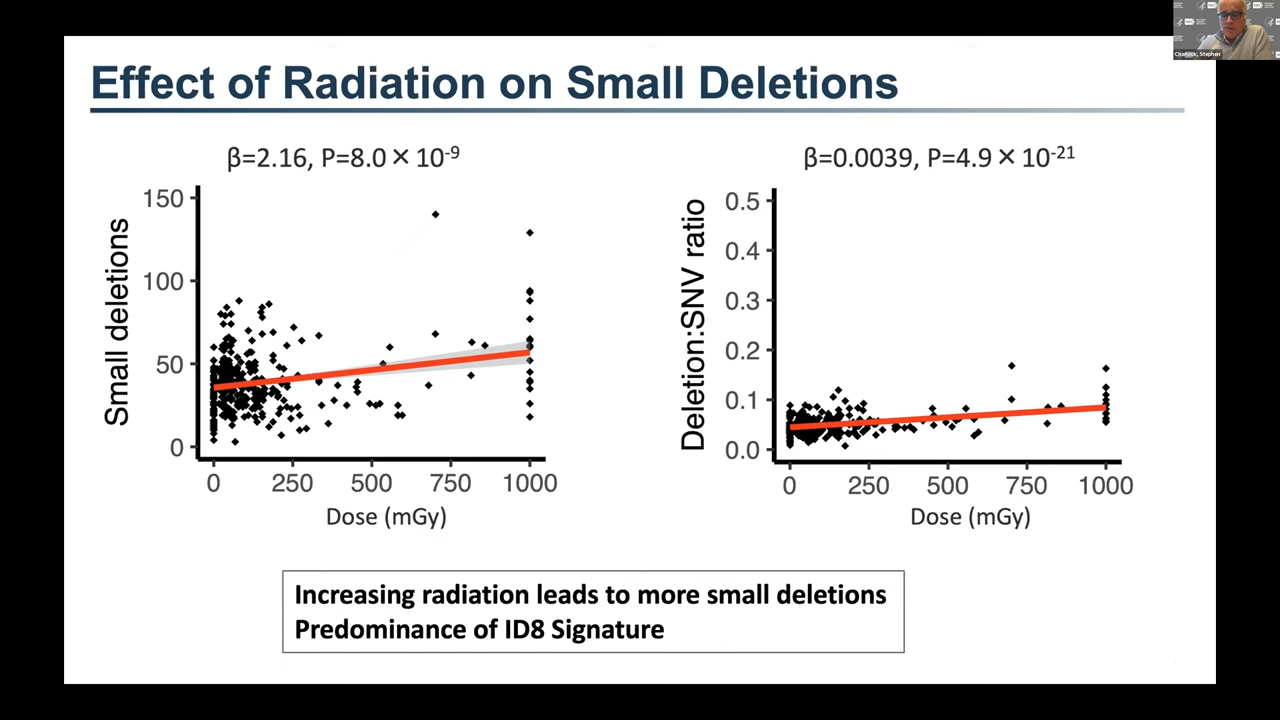 Effect of Radiation on Small Deletions
β=2.16, P=8.0 × 10-9
150
100
50
0
Small deletions
0 250 500 750 1000
Dose (mGy)
β=0.0039, P=4.9 × 10-21
0.5
0.4
0.3
0.2
0.1
0.0
Deletion:SNV ratio
0 250 500 750 1000
Dose (mGy)
Increasing radiation leads to more small deletions
Predominance of ID8 Signature